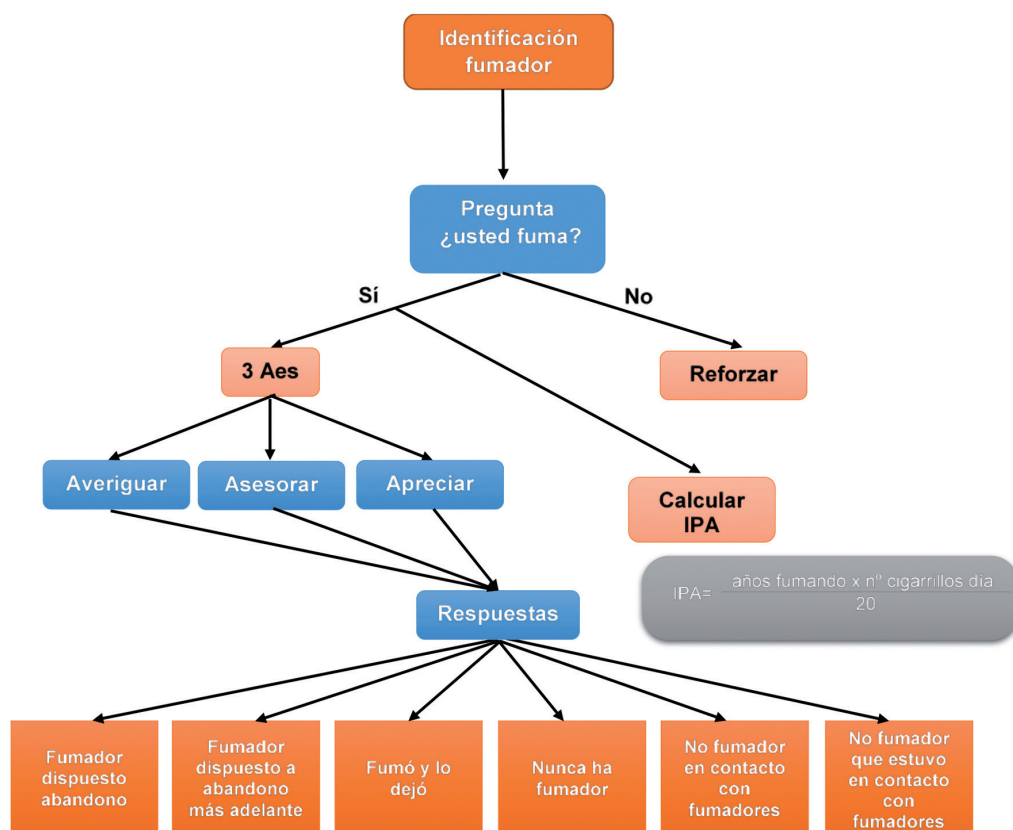 Identificación
fumador
Pregunta
¿usted fuma?
Sí
No
3 Aes
Reforzar
Averiguar
Asesorar
Apreciar
Calcular
IPA
IPA= años fumando x nº cigarrillos dia
20
Respuestas
Fumador
dispuesto
abandono
Fumador
dispuesto a
abandono
más adelante
Fumó y lo
dejó
Nunca ha
fumador
No fumador
en contacto
con
fumadores
No fumador
que estuvo
en contacto
con
fumadores